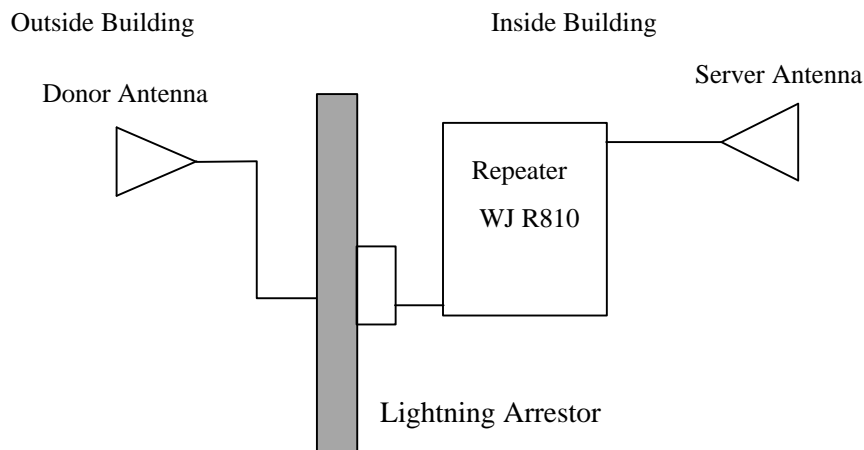 Outside Building
Inside Building
Donor Antenna
Server Antenna
Repeater
WJ R810
Lightning Arrestor